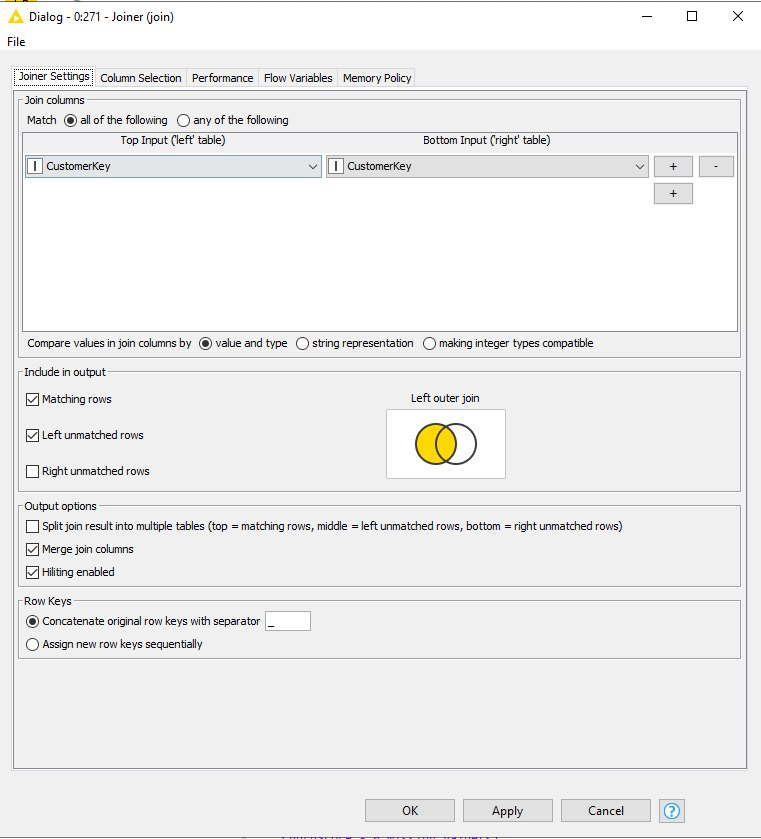 Dialog - 0:271 - Joiner (join)
File
Joiner Settings Column Selection Performance Flow Variables Memory Policy
Join columns
Match all of the following any of the following
Top Input ('left' table) Bottom Input ('right' table)
I CustomerKey I CustomerKey + -
+
Compare values in join columns by value and type string representation making integer types compatible
Include in output
Matching rows
Left outer join
Left unmatched rows
Right unmatched rows
Output options
Split join result into multiple tables (top = matching rows, middle = left unmatched rows, bottom = right unmatched rows)
Merge join columns
Hiliting enabled
Row Keys
Concatenate original row keys with separator _
Assign new row keys sequentially
OK Apply Cancel ?